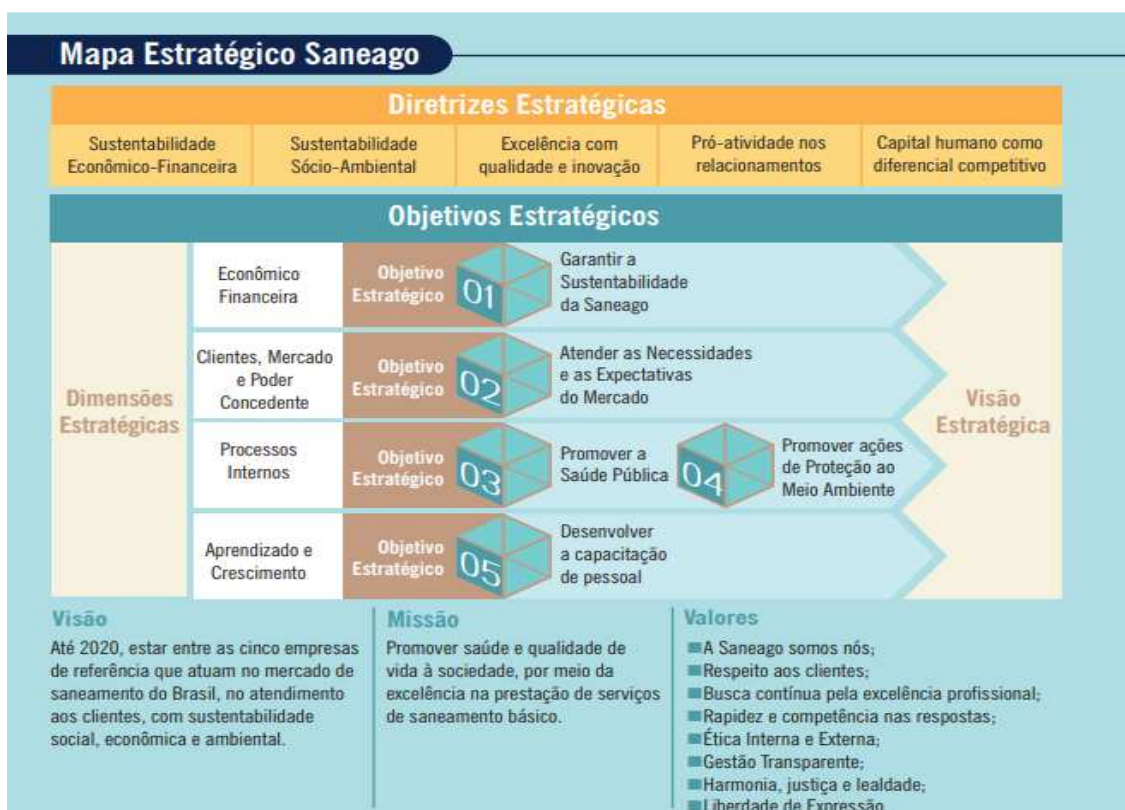 Mapa Estratégico Saneago
Diretrizes Estratégicas
Sustentabilidade
Econômico-Financeira
Sustentabilidade
Sócio-Ambiental
Excelência com
qualidade e inovação
Pró-atividade nos
relacionamentos
Capital humano como
diferencial competitivo
Objetivos Estratégicos
Dimensões
Estratégicas
Econômico
Financeira
Objetivo
Estratégico
01
Garantir a
Sustentabilidade
da Saneago
Clientes, Mercado
e Poder
Concedente
Objetivo
Estratégico
02
Atender as Necessidades
e as Expectativas
do Mercado
Processos
Internos
Objetivo
Estratégico
03
Promover a
Saúde Pública
04
Promover ações
de Proteção ao
Meio Ambiente
Aprendizado e
Crescimento
Objetivo
Estratégico
05
Desenvolver
a capacitação
de pessoal
Visão
Estratégica
Visão
Até 2020, estar entre as cinco empresas
de referência que atuam no mercado de
saneamento do Brasil, no atendimento
aos clientes, com sustentabilidade
social, econômica e ambiental.
Missão
Promover saúde e qualidade de
vida à sociedade, por meio da
excelência na prestação de serviços
de saneamento básico.
Valores
A Saneago somos nós;
Respeito aos clientes;
Busca contínua pela excelência profissional;
Rapidez e competência nas respostas;
Ética Interna e Externa;
Gestão Transparente;
Harmonia, justiça e lealdade;
Liberdade de Expressão